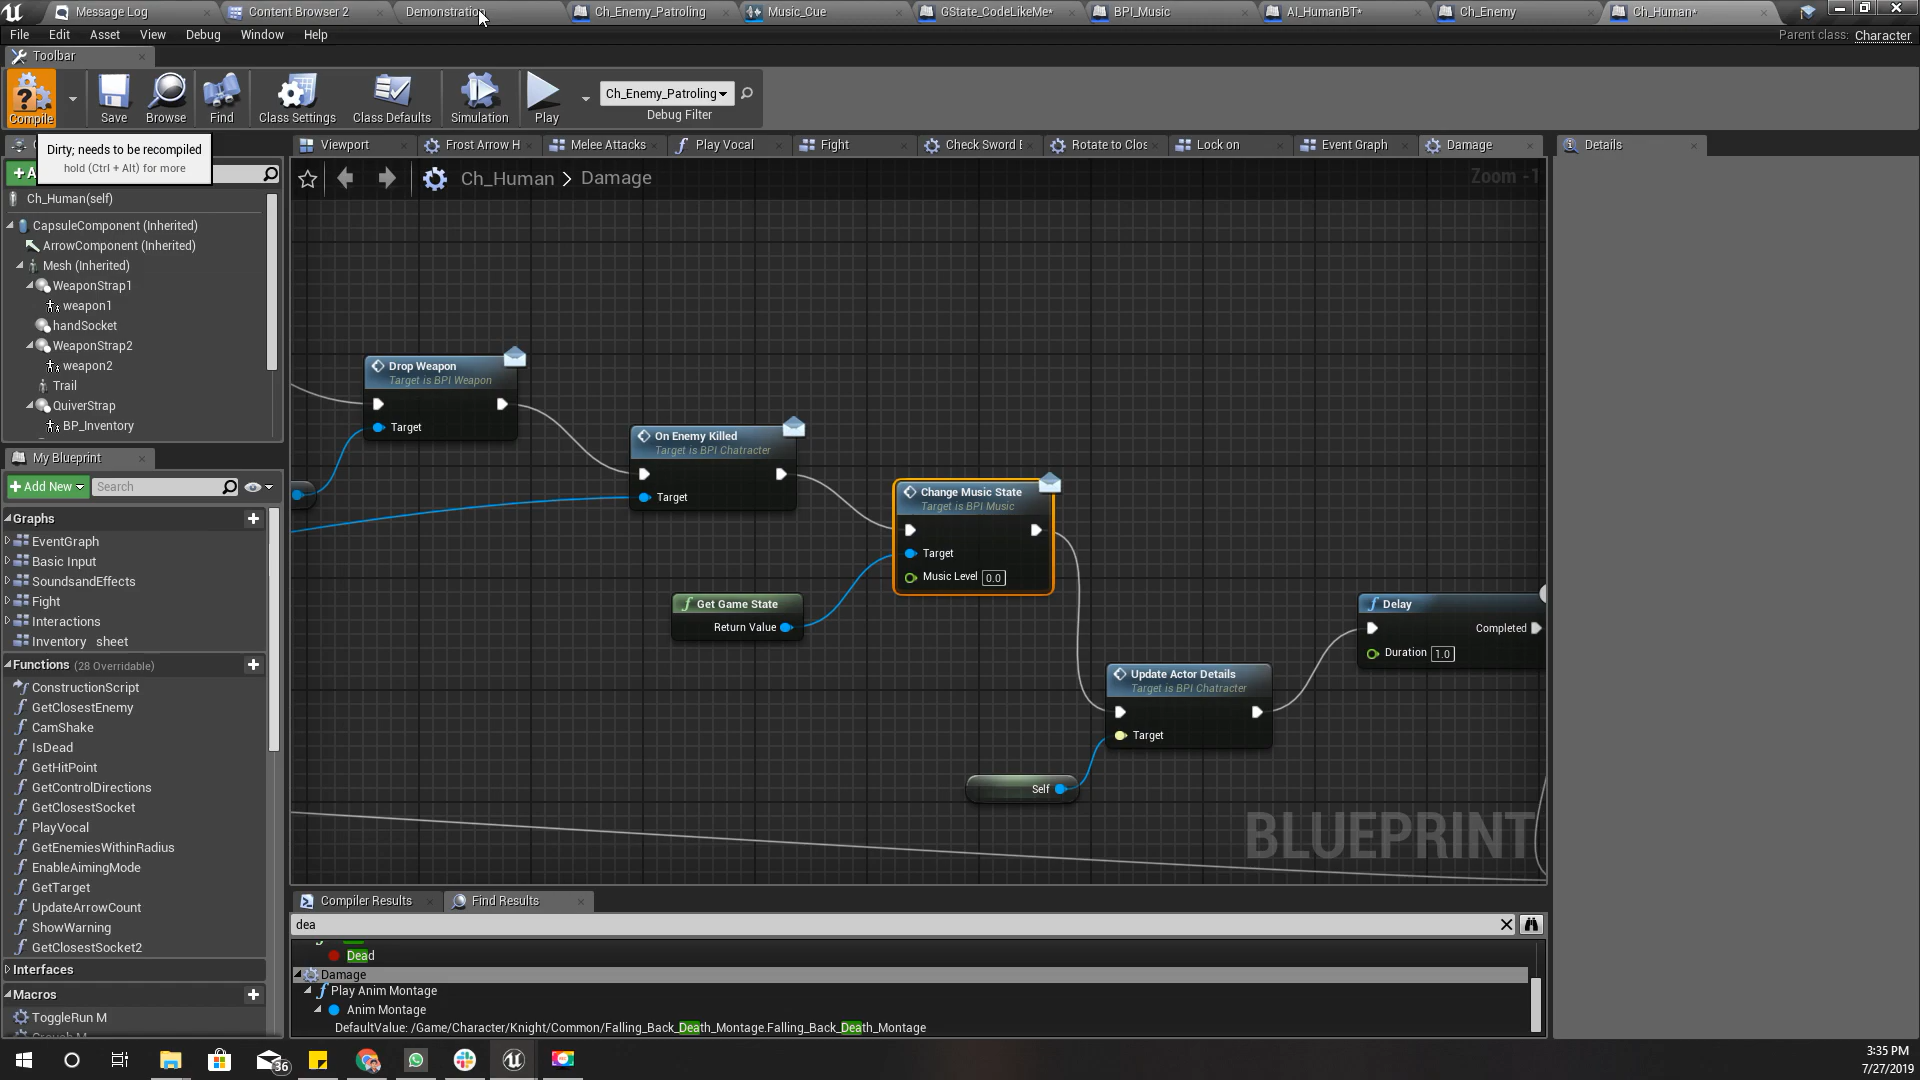 Message Log
Content Browser 2
Demonstration
Ch_Enemy_Patroling
Music_Cue
GState_CodeLikeMe*
BPI_Music
AI_HumanBT*
Ch_Enemy
Ch_Human*
File Edit Asset View Debug Window Help
Parent class: Character
Toolbar
Compile
Save
Browse
Find
Class Settings
Class Defaults
Simulation
Play
Ch_Enemy_Patroling
Debug Filter
Dirty; needs to be recompiled
hold (Ctrl + Alt) for more
Viewport
Frost Arrow H
Melee Attacks
Play Vocal
Fight
Check Sword E
Rotate to Clos
Lock on
Event Graph
Damage
Details
Ch_Human > Damage
Zoom -1
Ch_Human(self)
CapsuleComponent (Inherited)
ArrowComponent (Inherited)
Mesh (Inherited)
WeaponStrap1
weapon1
handSocket
WeaponStrap2
weapon2
Trail
QuiverStrap
BP_Inventory
My Blueprint
Add New
Search
Graphs
EventGraph
Basic Input
SoundsandEffects
Fight
Interactions
Inventory sheet
Functions (28 Overridable)
ConstructionScript
GetClosestEnemy
CamShake
IsDead
GetHitPoint
GetControlDirections
GetClosestSocket
PlayVocal
GetEnemiesWithinRadius
EnableAimingMode
GetTarget
UpdateArrowCount
ShowWarning
GetClosestSocket2
Interfaces
Macros
ToggleRun M
Drop Weapon
Target is BPI Weapon
Target
On Enemy Killed
Target is BPI Chatracter
Target
Change Music State
Target is BPI Music
Target
Music Level 0.0
Get Game State
Return Value
Update Actor Details
Target is BPI Chatracter
Target
Self
Delay
Completed
Duration 1.0
BLUEPRINT
Compiler Results
Find Results
dea
Dead
Damage
Play Anim Montage
Anim Montage
DefaultValue: /Game/Character/Knight/Common/Falling_Back_Death_Montage.Falling_Back_Death_Montage
36
3:35 PM
7/27/2019